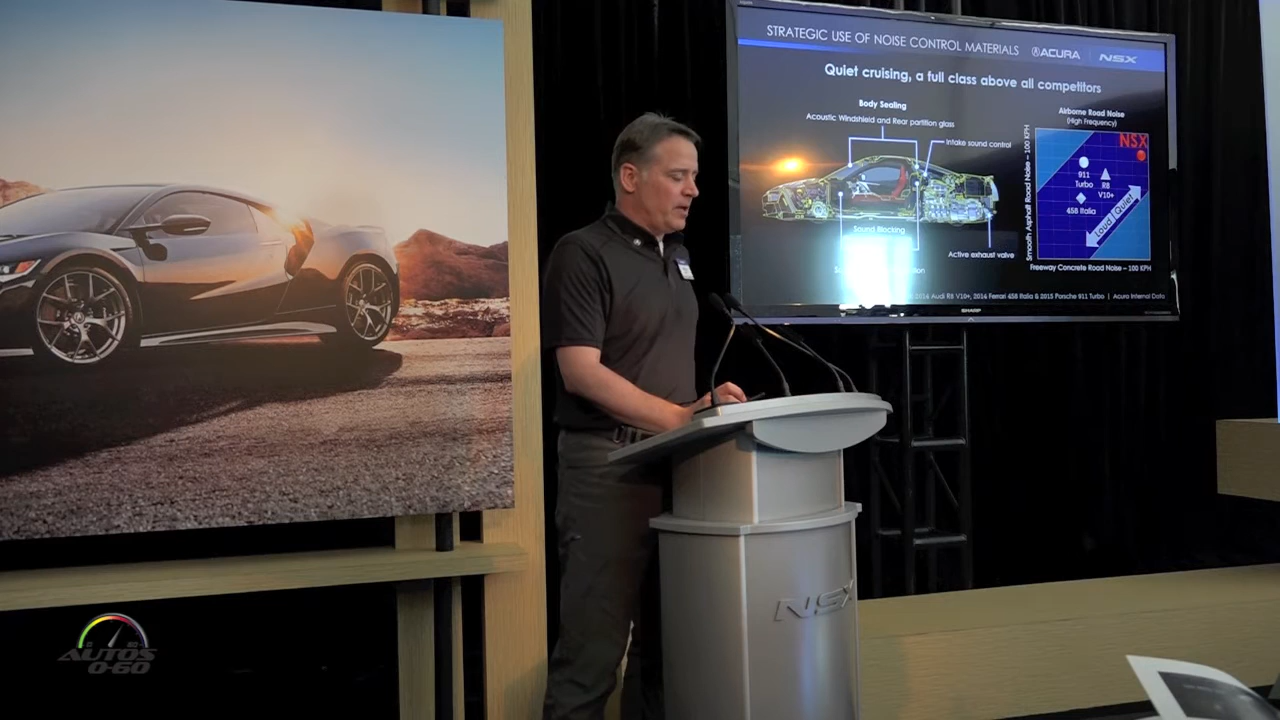 STRATEGIC USE OF NOISE CONTROL MATERIALS
ACURA
NSX
Quiet cruising, a full class above all competitors
Body Sealing
Acoustic Windshield and Rear partition glass
Intake sound control
Sound Blocking
Active exhaust valve
Airborne Road Noise
(High Frequency)
Smooth Asphalt Road Noise – 100 KPH
NSX
911
Turbo
R8
V10+
458 Italia
Loud
Quiet
Freeway Concrete Road Noise – 100 KPH
2014 Audi R8 V10+, 2014 Ferrari 458 Italia & 2015 Porsche 911 Turbo | Acura Internal Data
SHARP
NSX
AUTOS
0-60